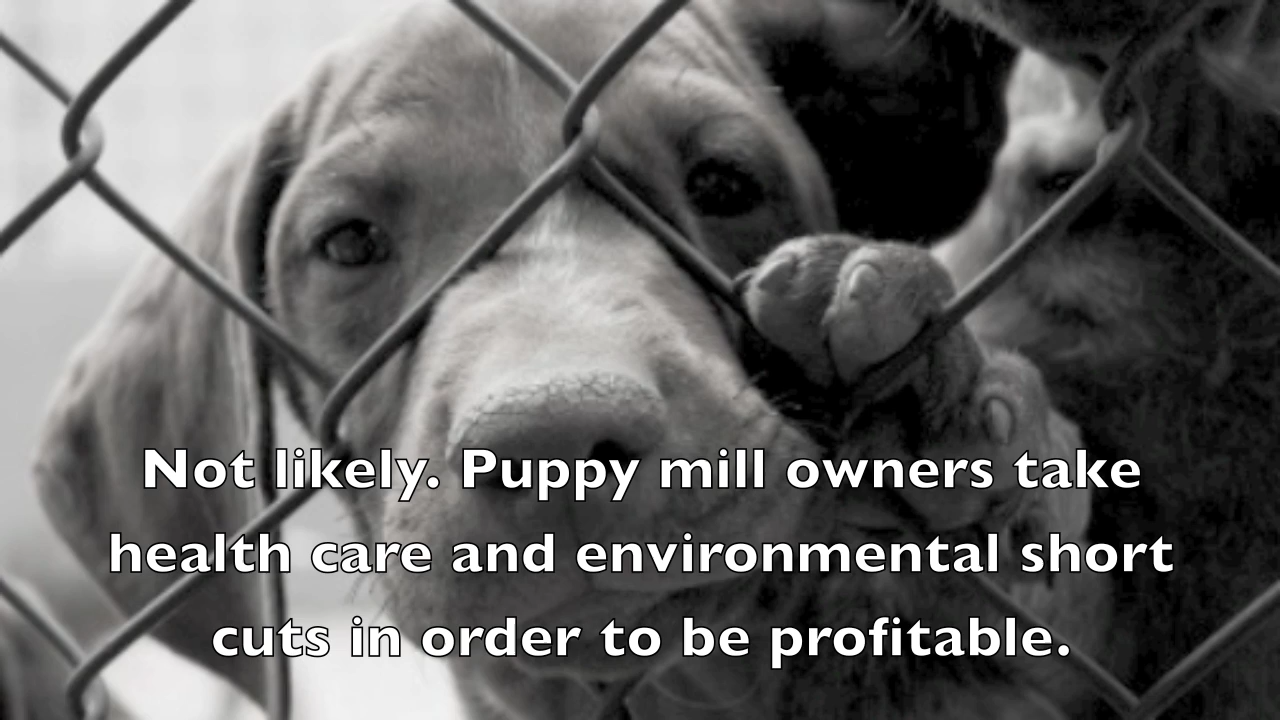 Not likely. Puppy mill owners take
health care and environmental short
cuts in order to be profitable.